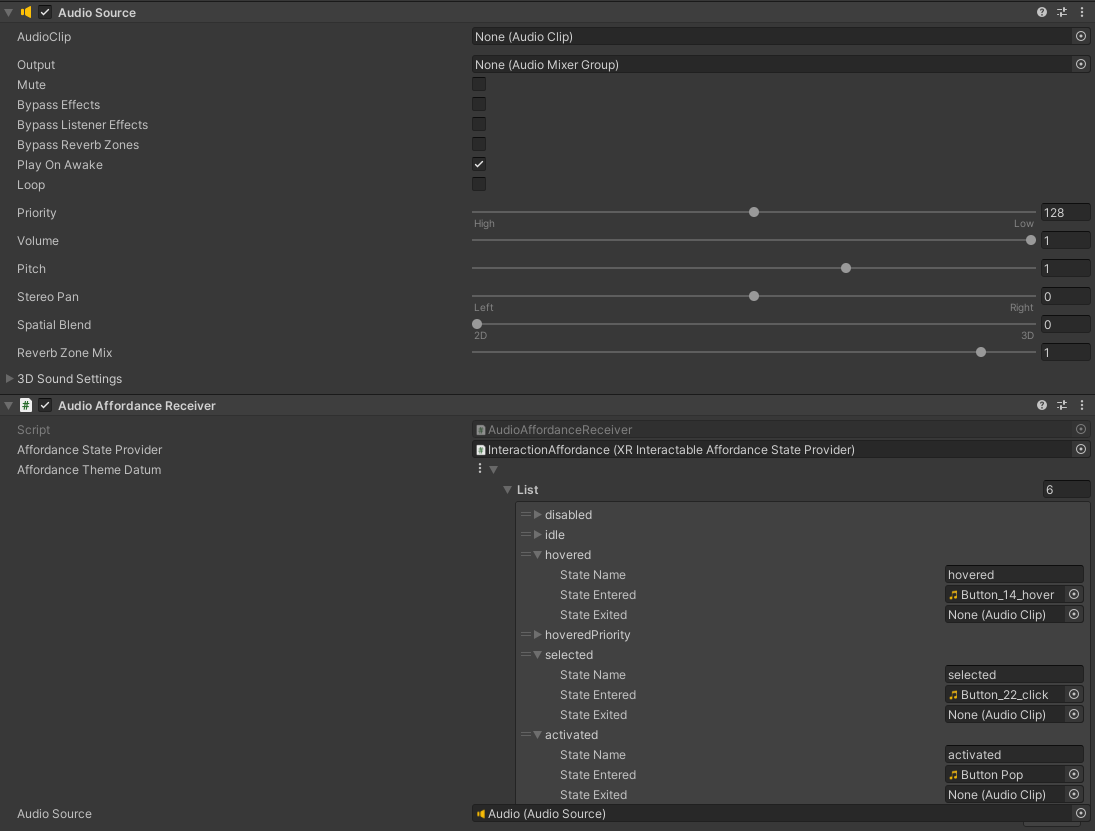 Audio Source
AudioClip None (Audio Clip)
Output None (Audio Mixer Group)
Mute
Bypass Effects
Bypass Listener Effects
Bypass Reverb Zones
Play On Awake
Loop
Priority 128
High Low
Volume 1
Pitch 1
Stereo Pan 0
Left Right
Spatial Blend 0
2D 3D
Reverb Zone Mix 1
3D Sound Settings
# Audio Affordance Receiver
Script # AudioAffordanceReceiver
Affordance State Provider # InteractionAffordance (XR Interactable Affordance State Provider)
Affordance Theme Datum
List 6
disabled
idle
hovered
State Name hovered
State Entered Button_14_hover
State Exited None (Audio Clip)
hoveredPriority
selected
State Name selected
State Entered Button_22_click
State Exited None (Audio Clip)
activated
State Name activated
State Entered Button Pop
State Exited None (Audio Clip)
Audio Source Audio (Audio Source)